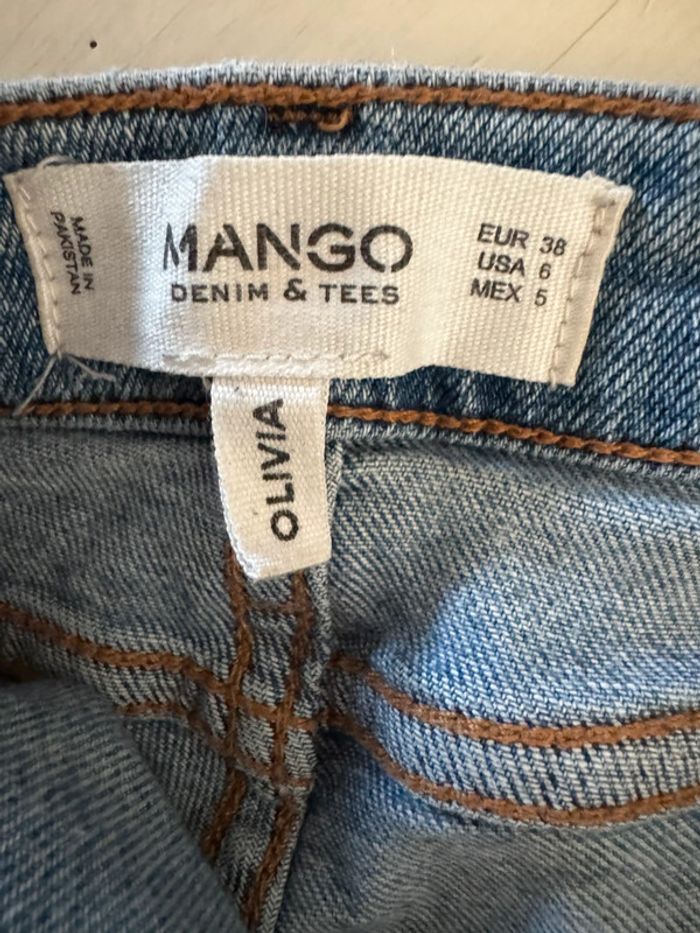 MADE IN
PAKISTAN
MANGO
DENIM & TEES
EUR 38
USA 6
MEX 5
OLIVIA